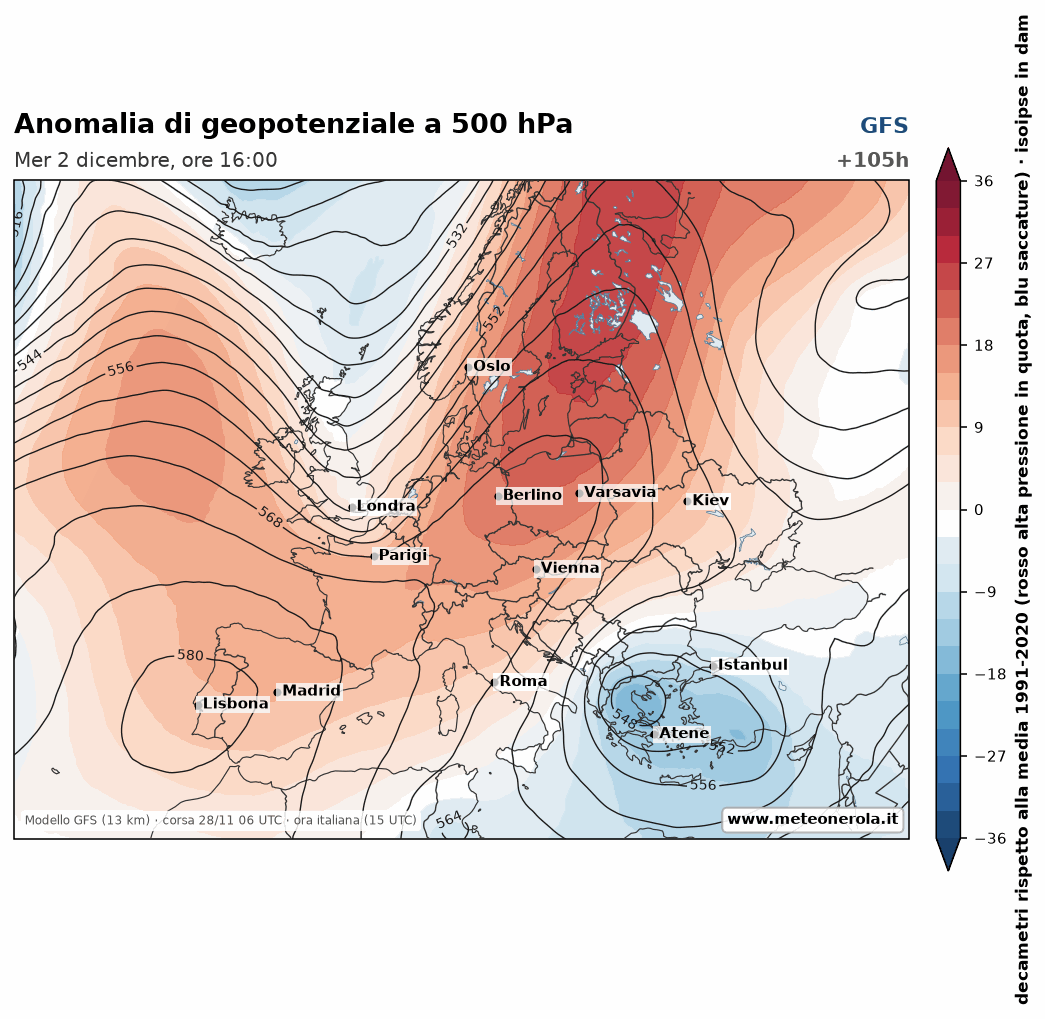 Anomalia di geopotenziale a 500 hPa
GFS
Mer 2 dicembre, ore 16:00
+105h
516
532
544
552
556
Oslo
Berlino
Varsavia
Kiev
Londra
568
Parigi
Vienna
580
Istanbul
Roma
Madrid
Lisbona
548
Atene
552
556
564
Modello GFS (13 km) · corsa 28/11 06 UTC · ora italiana (15 UTC)
www.meteonerola.it
36
27
18
9
0
−9
−18
−27
−36
decametri rispetto alla media 1991-2020 (rosso alta pressione in quota, blu saccature) · isoipse in dam